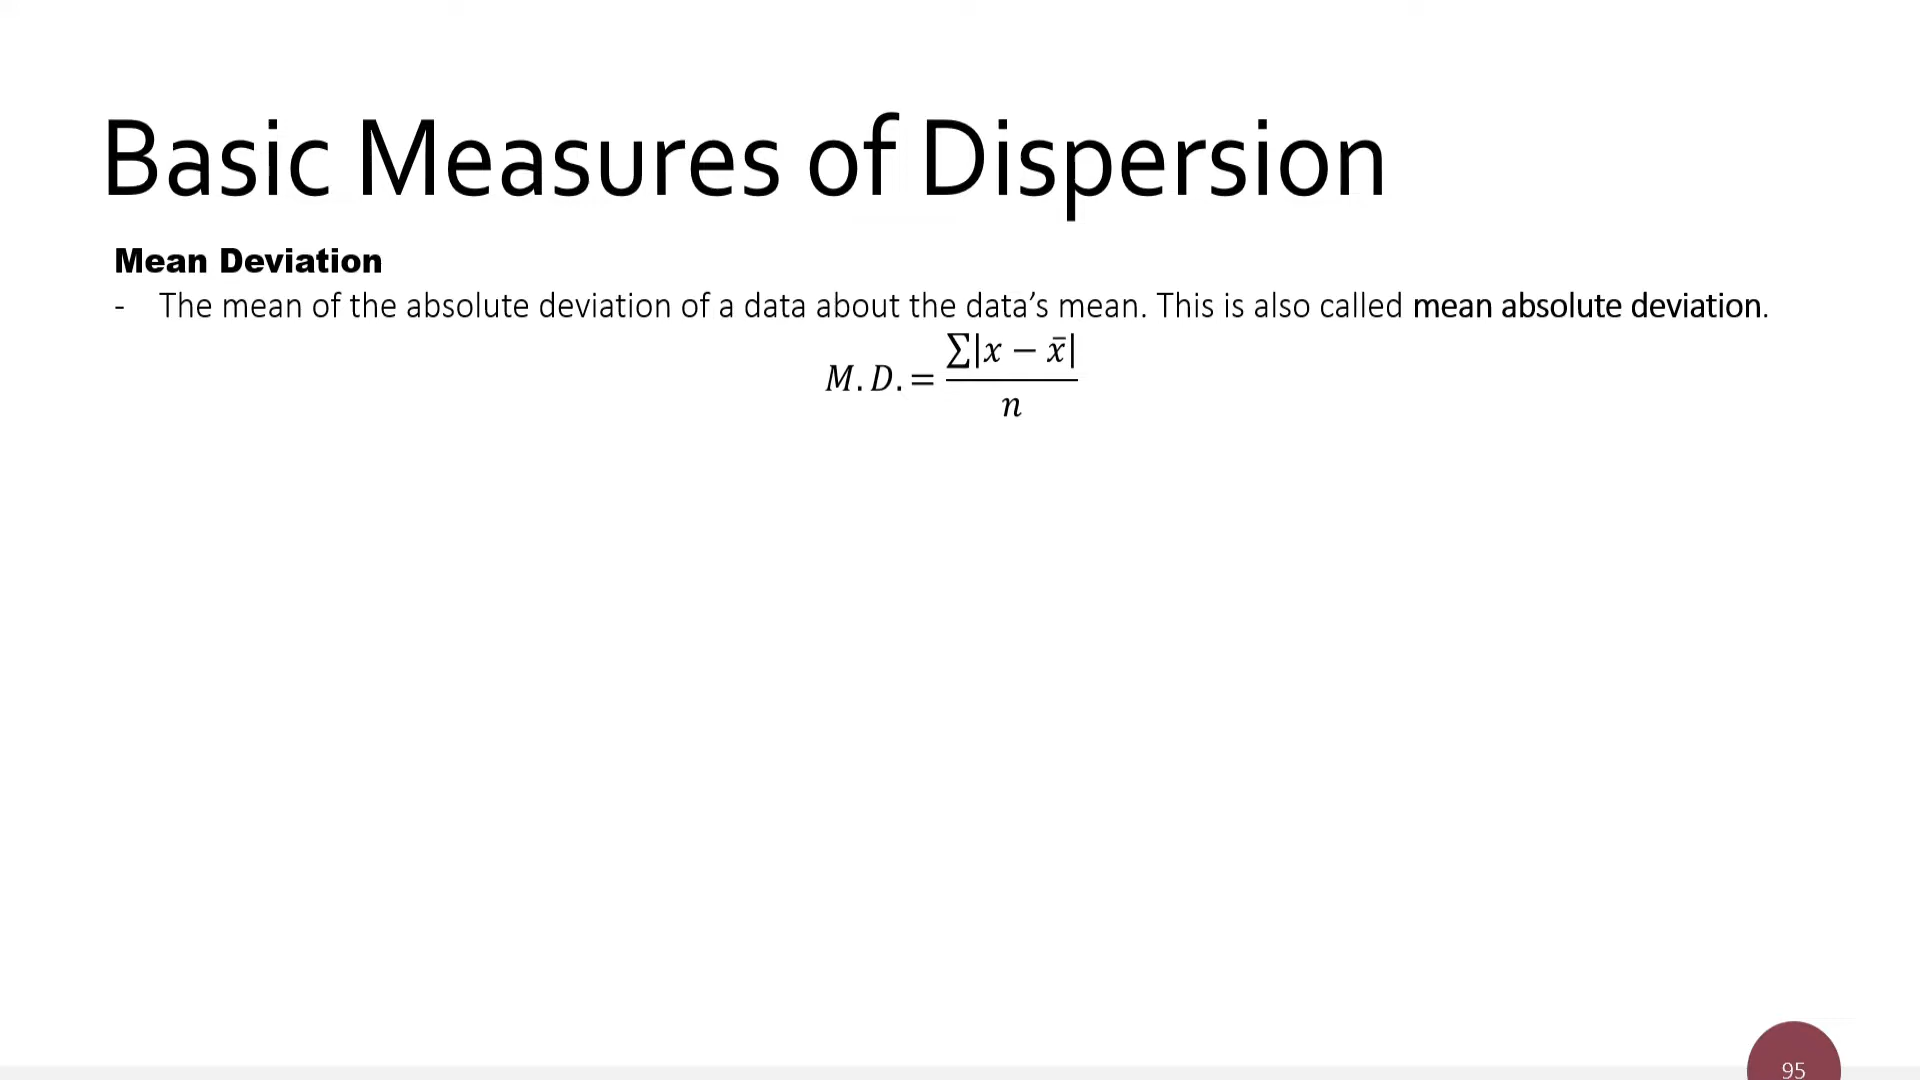 Basic Measures of Dispersion
Mean Deviation
- The mean of the absolute deviation of a data about the data’s mean. This is also called mean absolute deviation.
M.D.= ∑|x − x̄| / n
95